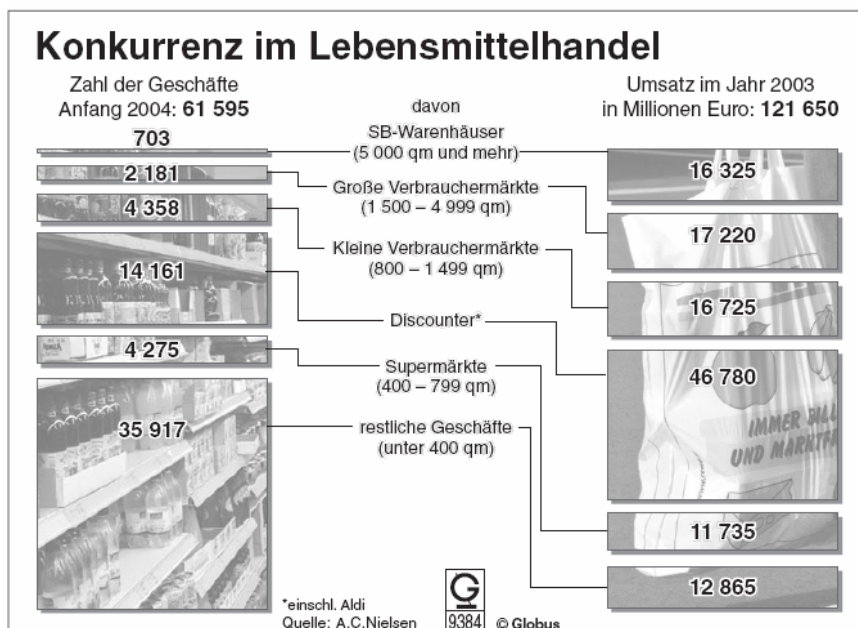 Konkurrenz im Lebensmittelhandel
Zahl der Geschäfte
Anfang 2004: 61 595
davon
Umsatz im Jahr 2003
in Millionen Euro: 121 650
703
SB-Warenhäuser
(5 000 qm und mehr)
16 325
2 181
Große Verbrauchermärkte
(1 500 – 4 999 qm)
17 220
4 358
Kleine Verbrauchermärkte
(800 – 1 499 qm)
16 725
14 161
Discounter*
46 780
IMMER BILL
UND MARKTFR
4 275
Supermärkte
(400 – 799 qm)
11 735
35 917
restliche Geschäfte
(unter 400 qm)
12 865
*einschl. Aldi
Quelle: A.C.Nielsen
G
9384
© Globus